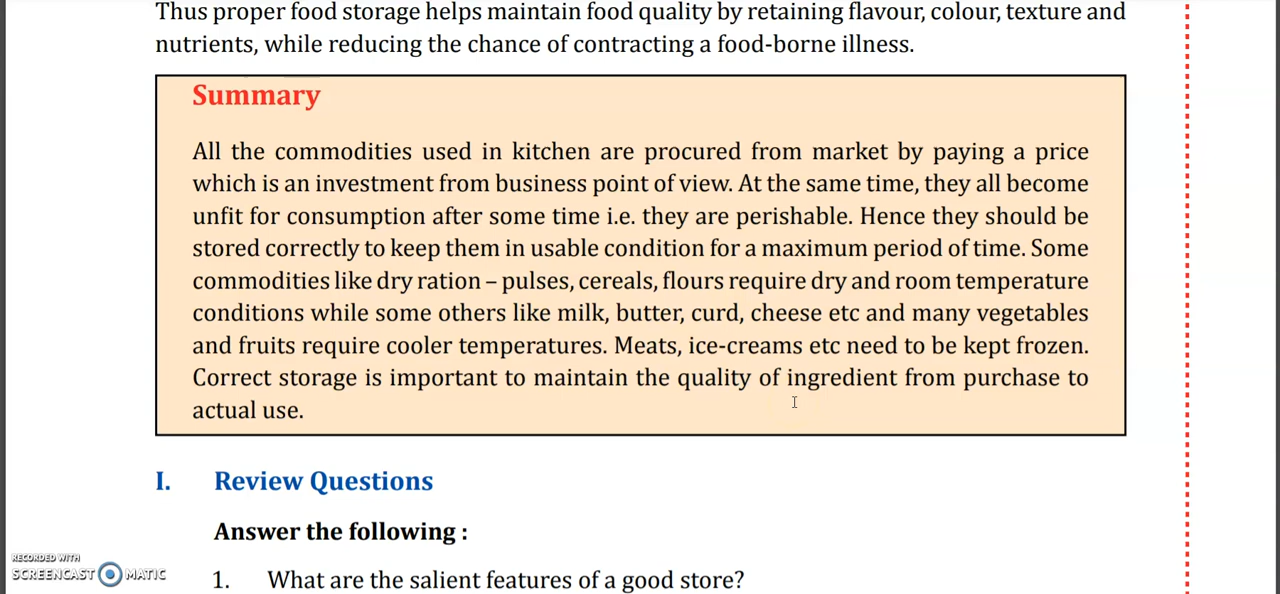 Thus proper food storage helps maintain food quality by retaining flavour, colour, texture and
nutrients, while reducing the chance of contracting a food-borne illness.
Summary
All the commodities used in kitchen are procured from market by paying a price
which is an investment from business point of view. At the same time, they all become
unfit for consumption after some time i.e. they are perishable. Hence they should be
stored correctly to keep them in usable condition for a maximum period of time. Some
commodities like dry ration – pulses, cereals, flours require dry and room temperature
conditions while some others like milk, butter, curd, cheese etc and many vegetables
and fruits require cooler temperatures. Meats, ice-creams etc need to be kept frozen.
Correct storage is important to maintain the quality of ingredient from purchase to
actual use.
I. Review Questions
Answer the following :
1. What are the salient features of a good store?
RECORDED WITH
SCREENCAST MATIC